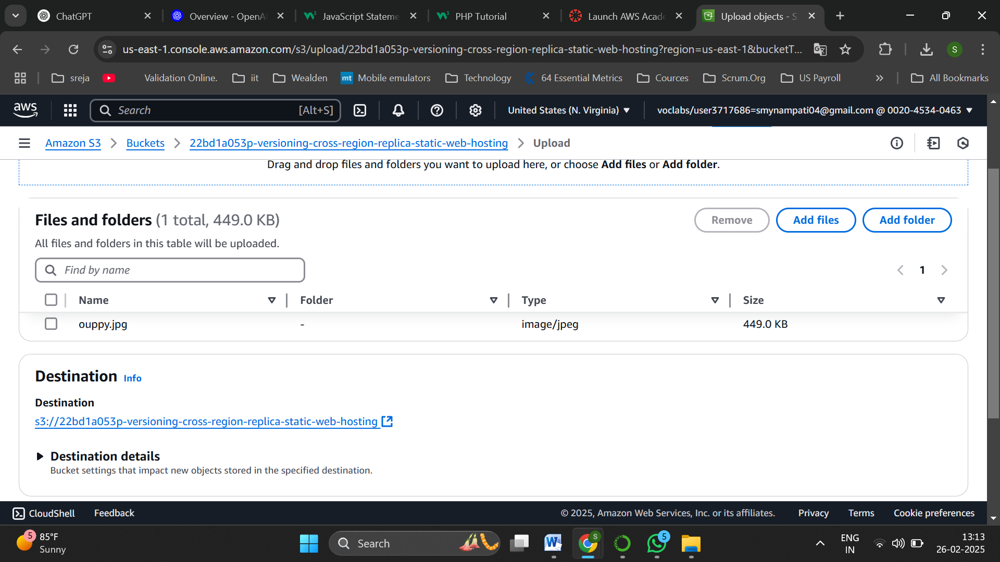 ChatGPT
Overview - OpenA
JavaScript Stateme
PHP Tutorial
Launch AWS Acade
Upload objects - S
us-east-1.console.aws.amazon.com/s3/upload/22bd1a053p-versioning-cross-region-replica-static-web-hosting?region=us-east-1&bucketT...
S
sreja
Validation Online.
iit
Wealden
mt Mobile emulators
Technology
64 Essential Metrics
Cources
Scrum.Org
US Payroll
»
All Bookmarks
aws
Search [Alt+S]
United States (N. Virginia)
voclabs/user3717686=smynampati04@gmail.com @ 0020-4534-0463
Amazon S3 > Buckets > 22bd1a053p-versioning-cross-region-replica-static-web-hosting > Upload
Drag and drop files and folders you want to upload here, or choose Add files or Add folder.
Files and folders (1 total, 449.0 KB)
Remove
Add files
Add folder
All files and folders in this table will be uploaded.
Find by name
1
Name Folder Type Size
ouppy.jpg - image/jpeg 449.0 KB
Destination Info
Destination
s3://22bd1a053p-versioning-cross-region-replica-static-web-hosting
Destination details
Bucket settings that impact new objects stored in the specified destination.
CloudShell
Feedback
© 2025, Amazon Web Services, Inc. or its affiliates.
Privacy
Terms
Cookie preferences
5
85°F
Sunny
Search
W
S
5
ENG
IN
13:13
26-02-2025